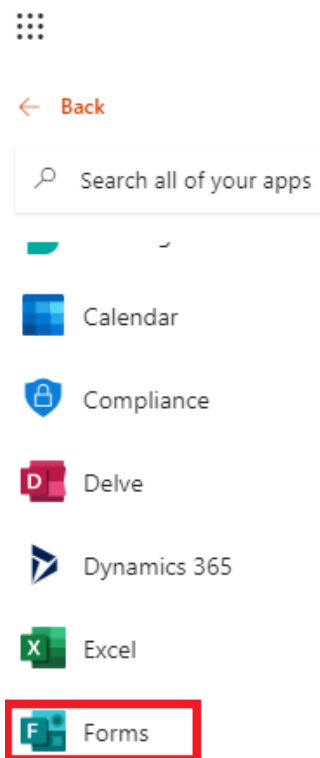 Back
Search all of your apps
Calendar
Compliance
D Delve
Dynamics 365
X Excel
F Forms